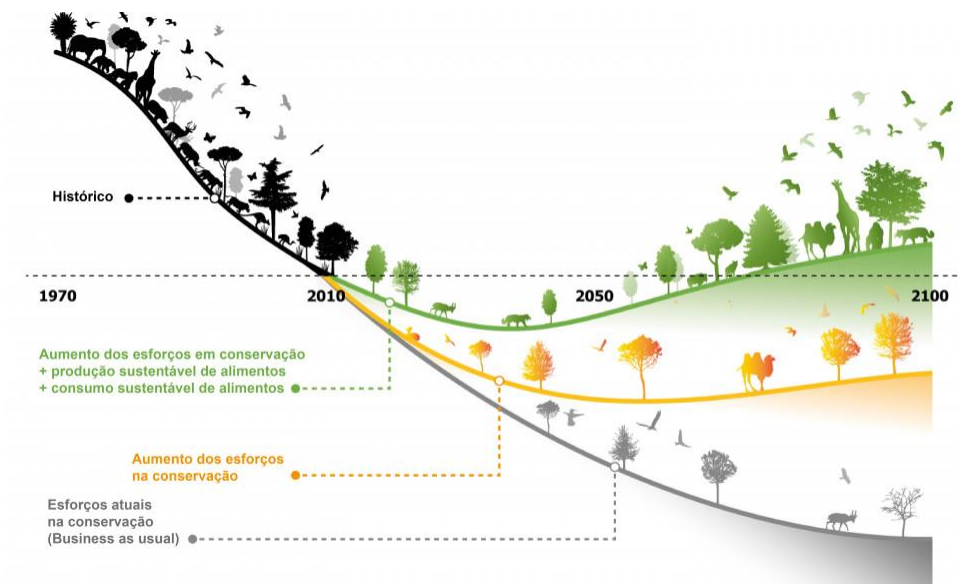 Histórico
1970
2010
2050
2100
Aumento dos esforços em conservação
+ produção sustentável de alimentos
+ consumo sustentável de alimentos
Aumento dos esforços
na conservação
Esforços atuais
na conservação
(Business as usual)